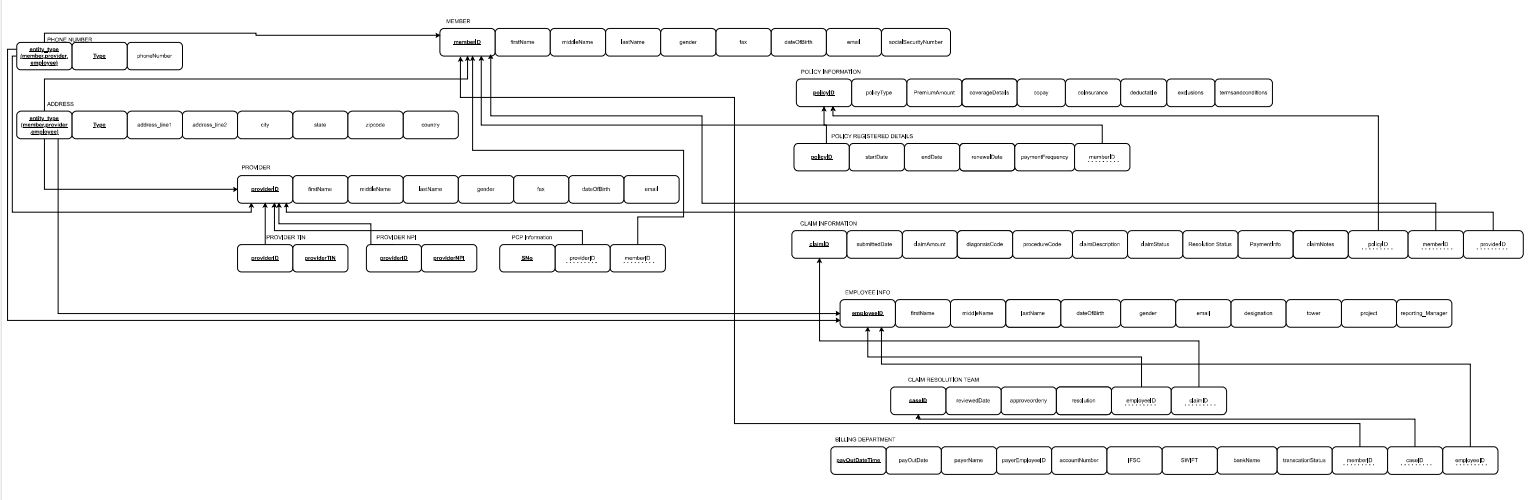 MEMBER
memberID firstName middleName lastName gender fax dateOfBirth email socialSecurityNumber
PHONE NUMBER
entity_type
(member,provider,
employee)
Type phoneNumber
POLICY INFORMATION
policyID policyType PremiumAmount coverageDetails copay coinsurance deductable exclusions termsandconditions
ADDRESS
entity_type
(member,provider
,employee)
Type address_line1 address_line2 city state zipcode country
POLICY REGISTERED DETAILS
policyID startDate endDate renewalDate paymentFrequency memberID
PROVIDER
providerID firstName middleName lastName gender fax dateOfBirth email
CLAIM INFORMATION
claimID submittedDate claimAmount diagonsisCode procedureCode claimDescription claimStatus Resolution Status PaymentInfo claimNotes policyID memberID providerID
PROVIDER TIN
providerID providerTIN
PROVIDER NPI
providerID providerNPI
PCP Information
SNo providerID memberID
EMPLOYEE INFO
employeeID firstName middleName lastName dateOfBirth gender email designation tower project reporting_Manager
CLAIM RESOLUTION TEAM
caseID reviewedDate approveordeny resolution employeeID claimID
BILLING DEPARTMENT
payOutDateTime payOutDate payerName payerEmployeeID accountNumber IFSC SWIFT bankName transcationStatus memberID caseID employeeID